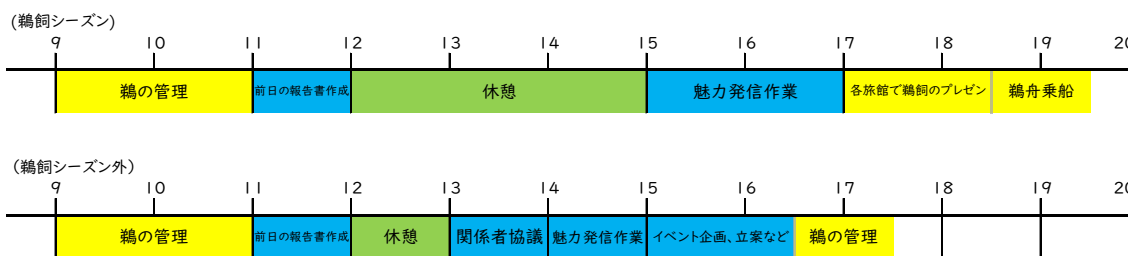 (鵜飼シーズン)
9 10 11 12 13 14 15 16 17 18 19 20
鵜の管理 前日の報告書作成 休憩 魅力発信作業 各旅館で鵜飼のプレゼン 鵜舟乗船
(鵜飼シーズン外)
9 10 11 12 13 14 15 16 17 18 19 20
鵜の管理 前日の報告書作成 休憩 関係者協議 魅力発信作業 イベント企画、立案など 鵜の管理